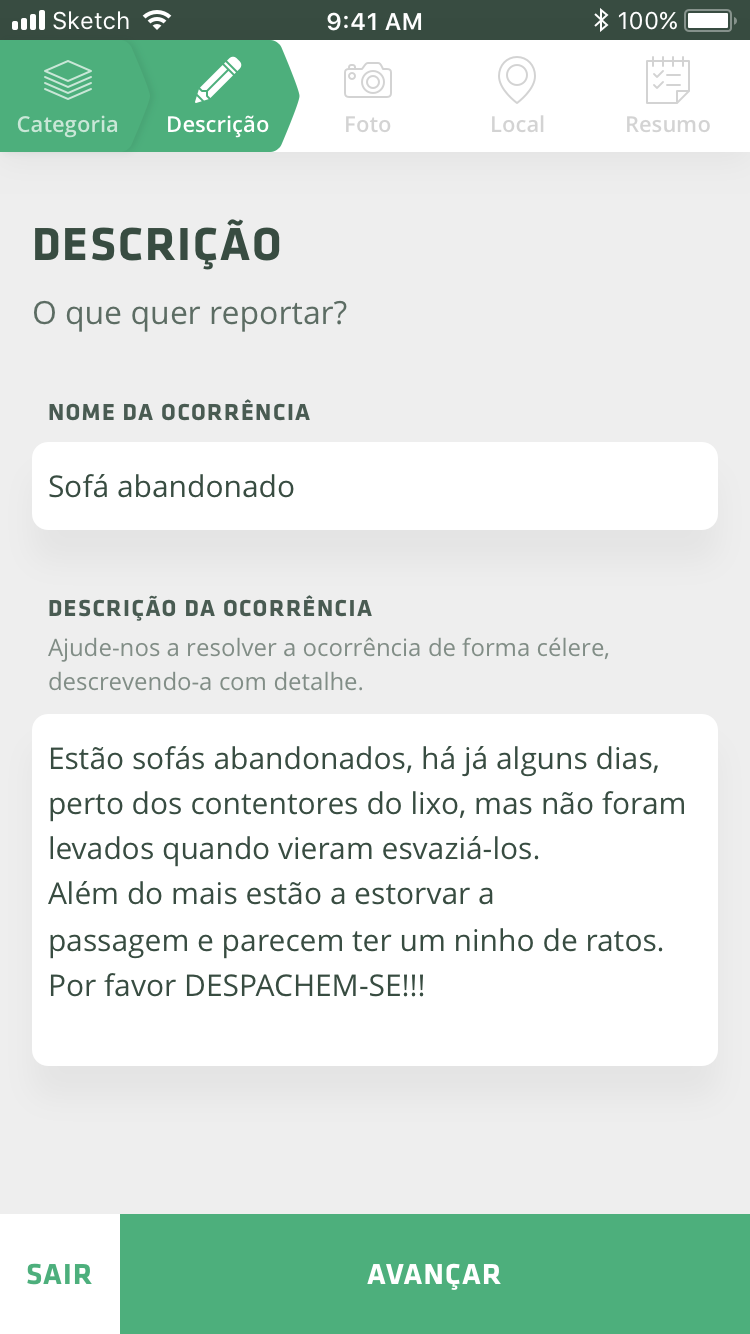 Sketch 9:41 AM 100%
Categoria Descrição Foto Local Resumo
DESCRIÇÃO
O que quer reportar?
NOME DA OCORRÊNCIA
Sofá abandonado
DESCRIÇÃO DA OCORRÊNCIA
Ajude-nos a resolver a ocorrência de forma célere,
descrevendo-a com detalhe.
Estão sofás abandonados, há já alguns dias,
perto dos contentores do lixo, mas não foram
levados quando vieram esvaziá-los.
Além do mais estão a estorvar a
passagem e parecem ter um ninho de ratos.
Por favor DESPACHEM-SE!!!
SAIR AVANÇAR